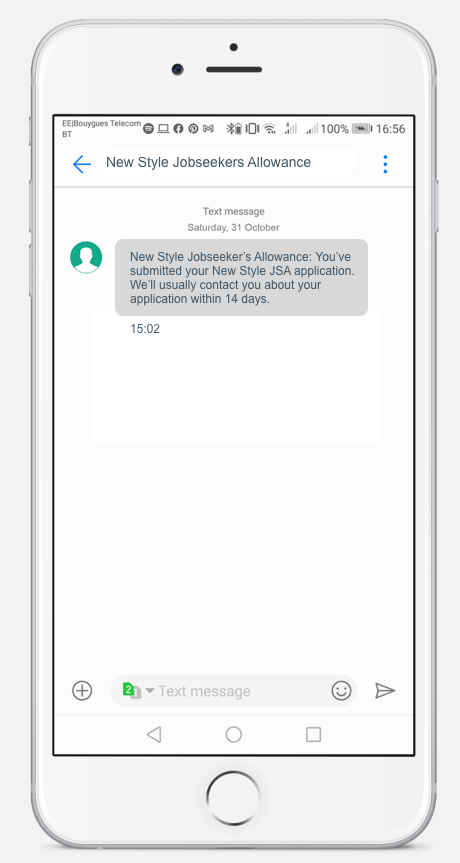 EE|Bouygues Telecom
BT
100%
16:56
New Style Jobseekers Allowance
Text message
Saturday, 31 October
New Style Jobseeker's Allowance: You've
submitted your New Style JSA application.
We'll usually contact you about your
application within 14 days.
15:02
2
1
Text message